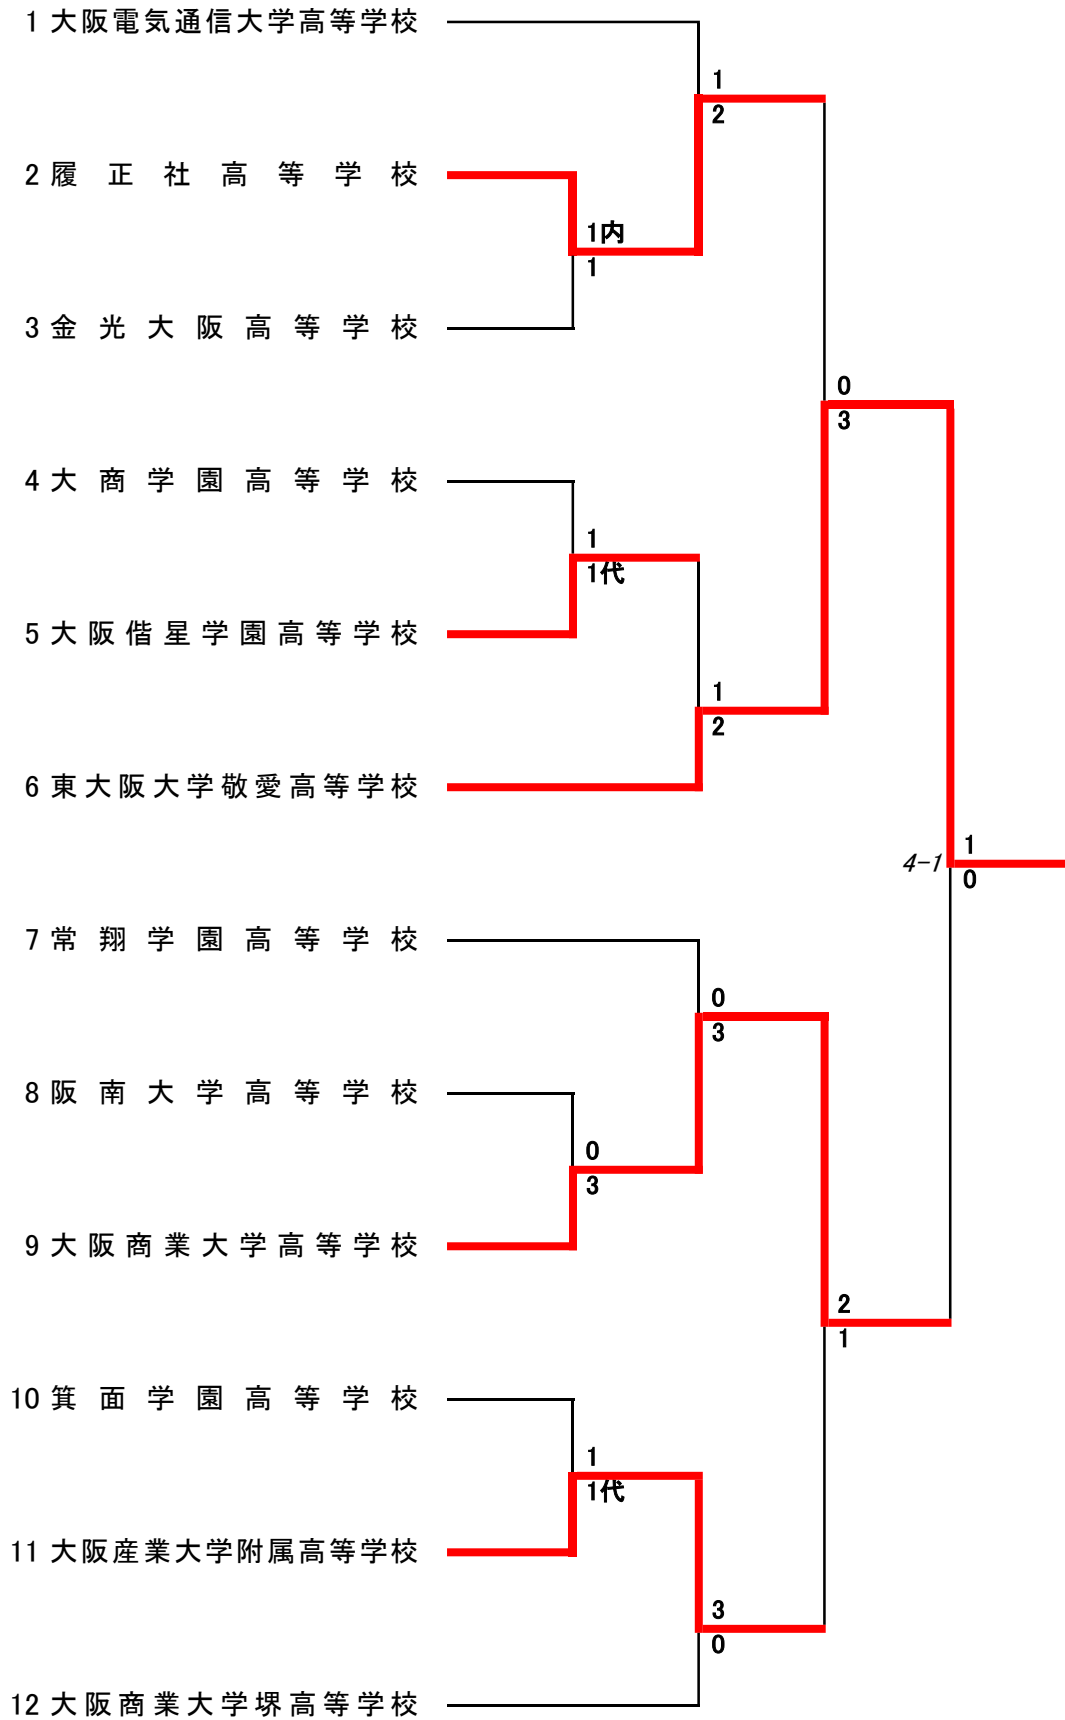 1 大阪電気通信大学高等学校
1
2
2 履正社高等学校
1内
1
3 金光大阪高等学校
0
3
4 大商学園高等学校
1
1代
5 大阪偕星学園高等学校
1
2
6 東大阪大学敬愛高等学校
4-1
1
0
7 常翔学園高等学校
0
3
8 阪南大学高等学校
0
3
9 大阪商業大学高等学校
2
1
10 箕面学園高等学校
1
1代
11 大阪産業大学附属高等学校
3
0
12 大阪商業大学堺高等学校